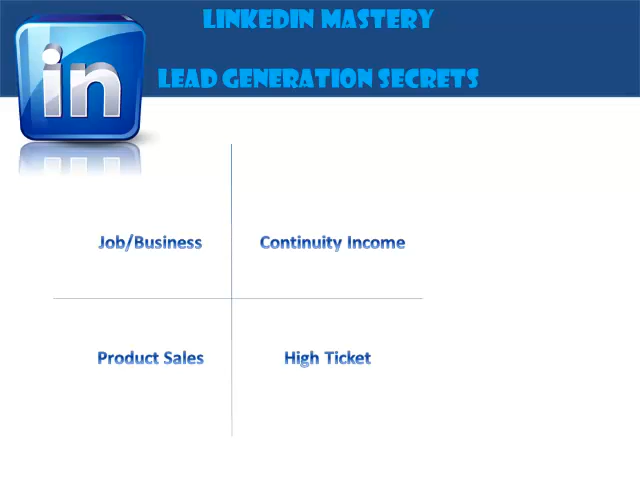 LINKEDIN MASTERY
LEAD GENERATION SECRETS
in
Job/Business
Continuity Income
Product Sales
High Ticket